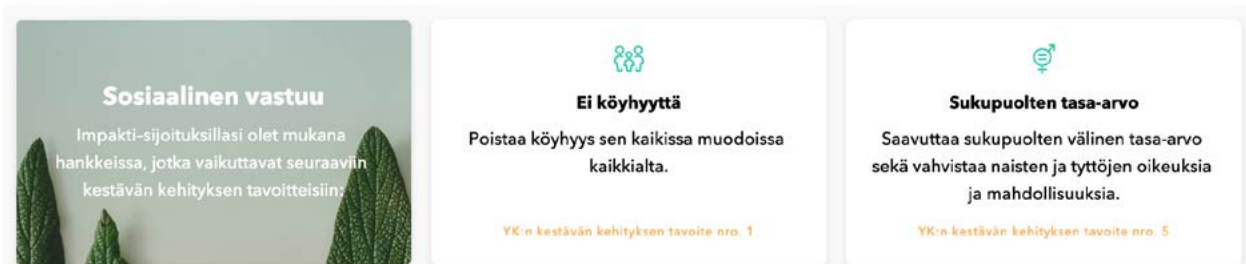 Sosiaalinen vastuu
Impakti-sijoituksillasi olet mukana
hankkeissa, jotka vaikuttavat seuraaviin
kestävän kehityksen tavoitteisiin:
Ei köyhyyttä
Poistaa köyhyys sen kaikissa muodoissa
kaikkialta.
YK:n kestävän kehityksen tavoite nro. 1
Sukupuolten tasa-arvo
Saavuttaa sukupuolten välinen tasa-arvo
sekä vahvistaa naisten ja tyttöjen oikeuksia
ja mahdollisuuksia.
YK:n kestävän kehityksen tavoite nro. 5